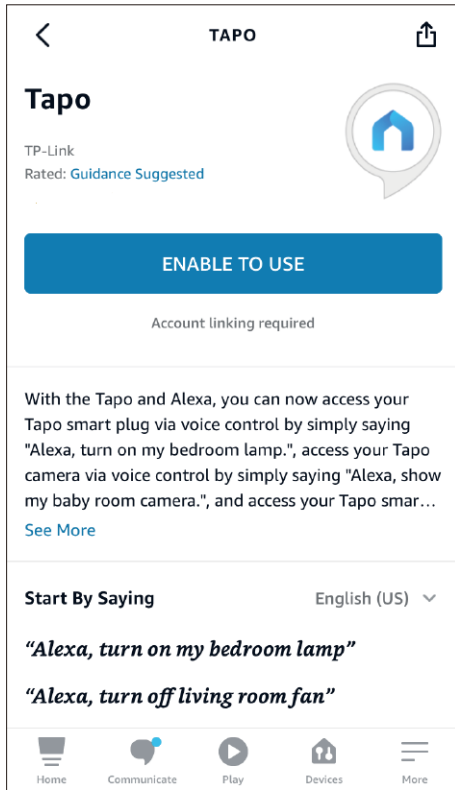 TAPO
Tapo
TP-Link
Rated: Guidance Suggested
ENABLE TO USE
Account linking required
With the Tapo and Alexa, you can now access your
Tapo smart plug via voice control by simply saying
"Alexa, turn on my bedroom lamp.", access your Tapo
camera via voice control by simply saying "Alexa, show
my baby room camera.", and access your Tapo smar...
See More
Start By Saying English (US)
“Alexa, turn on my bedroom lamp”
“Alexa, turn off living room fan”
Home Communicate Play Devices More